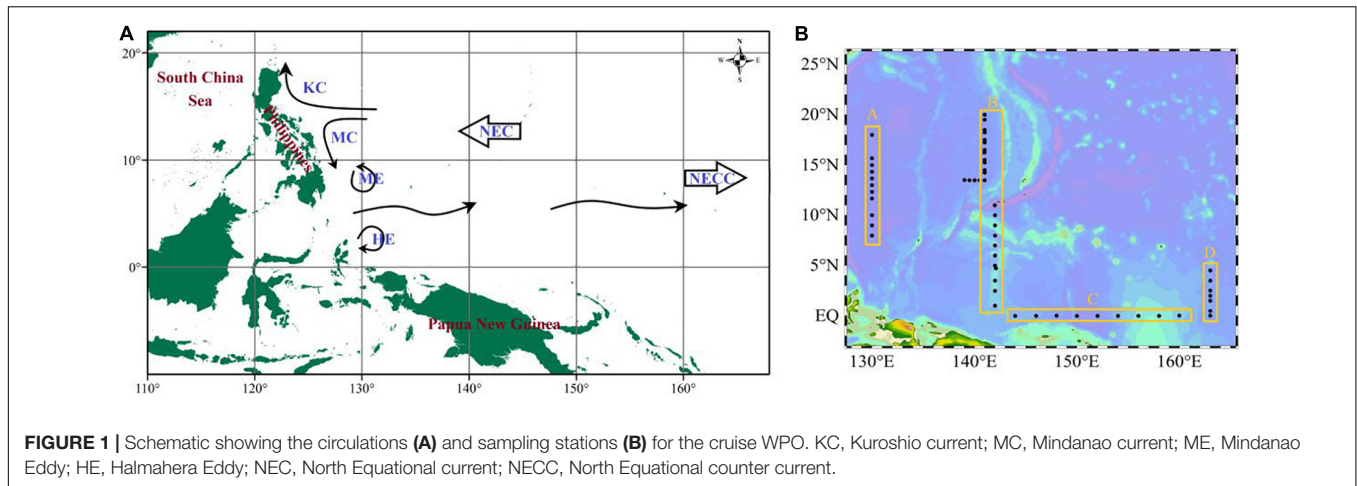 A
N
W E
S
20°
10°
0°
110°
120°
130°
140°
150°
160°
South China
Sea
Philippines
KC
MC
NEC
ME
NECC
HE
Papua New Guinea
B
25°N
20°N
15°N
10°N
5°N
EQ
130°E
140°E
150°E
160°E
A
B
C
D
FIGURE 1 | Schematic showing the circulations (A) and sampling stations (B) for the cruise WPO. KC, Kuroshio current; MC, Mindanao current; ME, Mindanao
Eddy; HE, Halmahera Eddy; NEC, North Equational current; NECC, North Equational counter current.